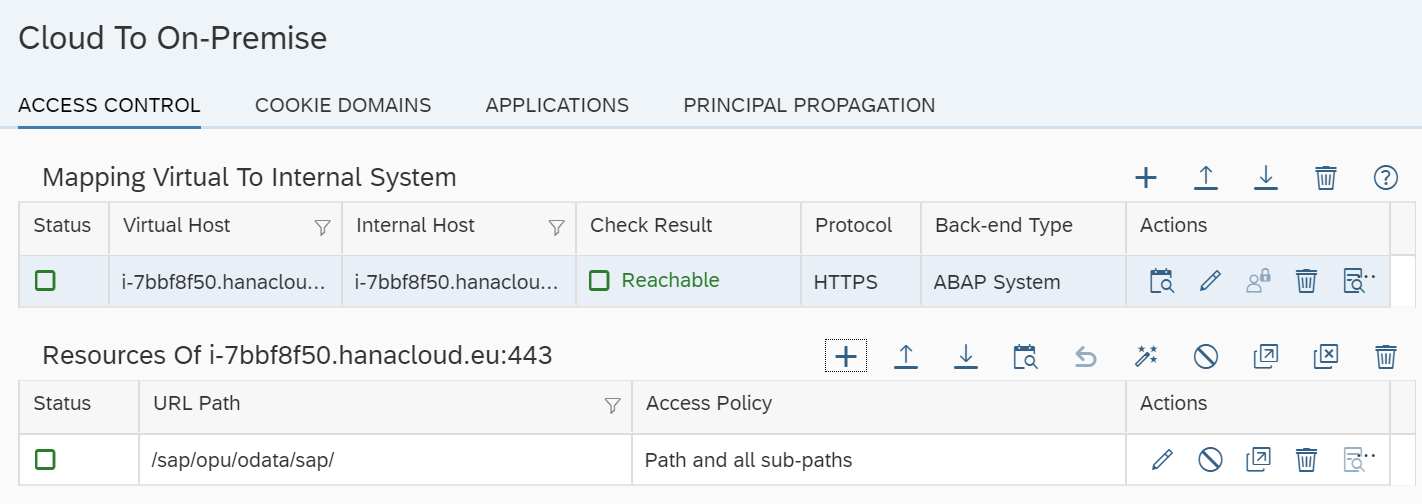 Cloud To On-Premise
ACCESS CONTROL COOKIE DOMAINS APPLICATIONS PRINCIPAL PROPAGATION
Mapping Virtual To Internal System
Status Virtual Host Internal Host Check Result Protocol Back-end Type Actions
i-7bbf8f50.hanaclou... i-7bbf8f50.hanaclou... Reachable HTTPS ABAP System
Resources Of i-7bbf8f50.hanacloud.eu:443
Status URL Path Access Policy Actions
/sap/opu/odata/sap/ Path and all sub-paths